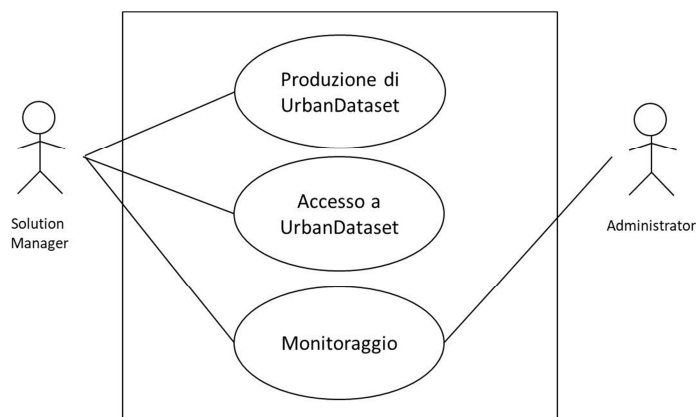 Produzione di
UrbanDataset
Accesso a
UrbanDataset
Solution
Manager
Administrator
Monitoraggio